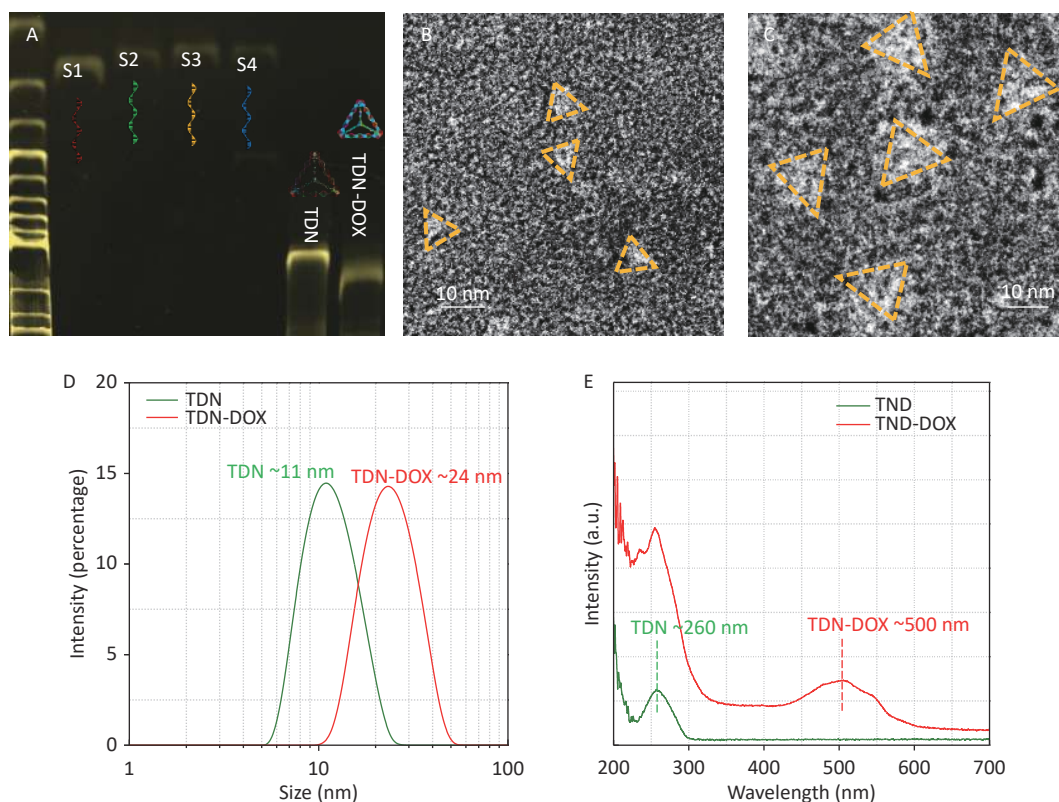 A
S1
S2
S3
S4
TDN
TDN-DOX
B
10 nm
C
10 nm
D
20
15
10
5
0
Intensity (percentage)
TDN
TDN-DOX
TDN ~11 nm
TDN-DOX ~24 nm
1
10
100
Size (nm)
E
Intensity (a.u.)
TND
TND-DOX
TDN ~260 nm
TDN-DOX ~500 nm
200
300
400
500
600
700
Wavelength (nm)